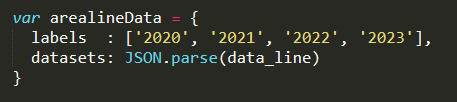 var arealineData = {
  labels  : ['2020', '2021', '2022', '2023'],
  datasets: JSON.parse(data_line)
}